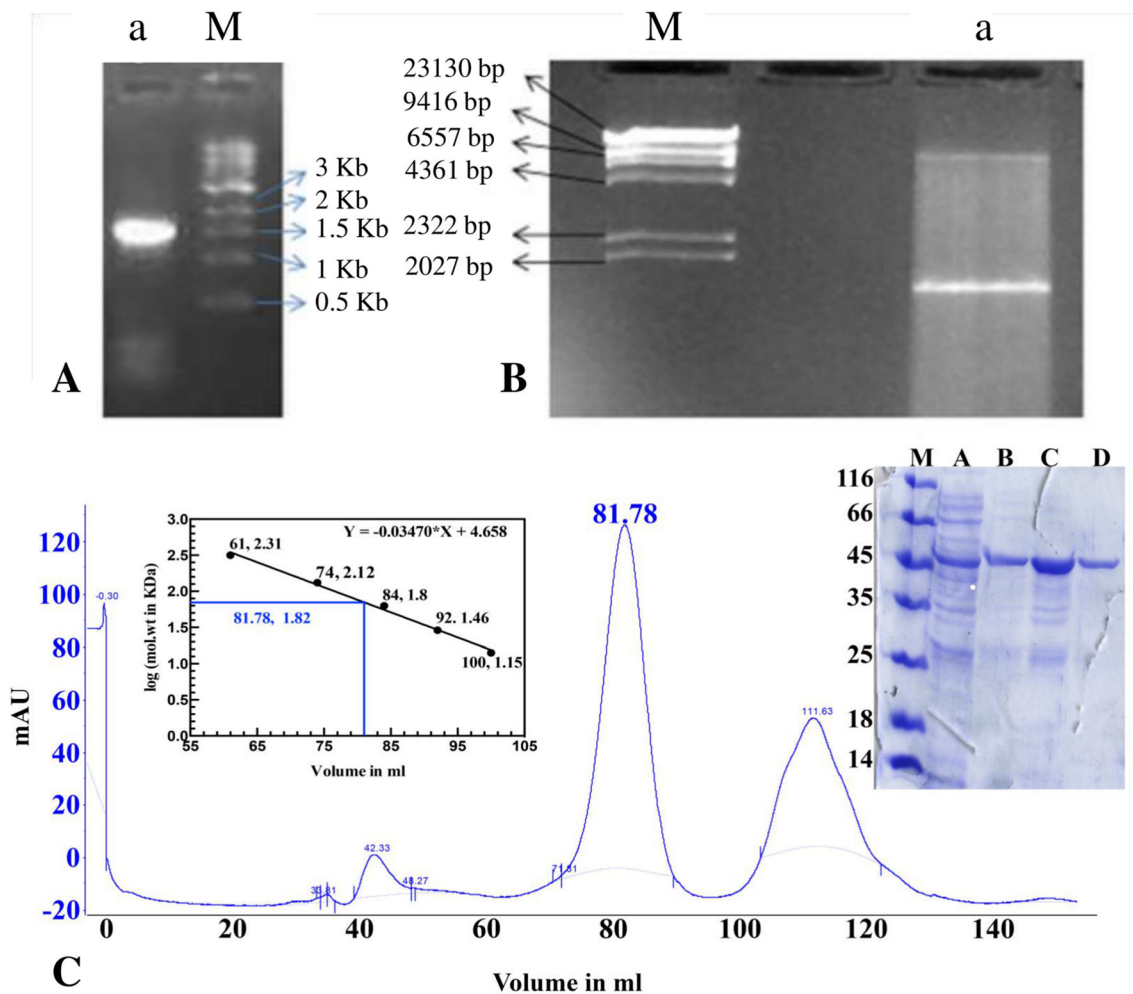 a M
3 Kb
2 Kb
1.5 Kb
1 Kb
0.5 Kb
A
M a
23130 bp
9416 bp
6557 bp
4361 bp
2322 bp
2027 bp
B
mAU
120
100
80
60
40
20
0
-20
-0.30
33.81
42.33
48.27
71.81
81.78
111.63
0 20 40 60 80 100 120 140
Volume in ml
C
log (mol.wt in KDa)
3.0
2.5
2.0
1.5
1.0
0.5
0.0
Y = -0.03470*X + 4.658
61, 2.31
74, 2.12
84, 1.8
92. 1.46
100, 1.15
81.78, 1.82
55 65 75 85 95 105
Volume in ml
M A B C D
116
66
45
35
25
18
14